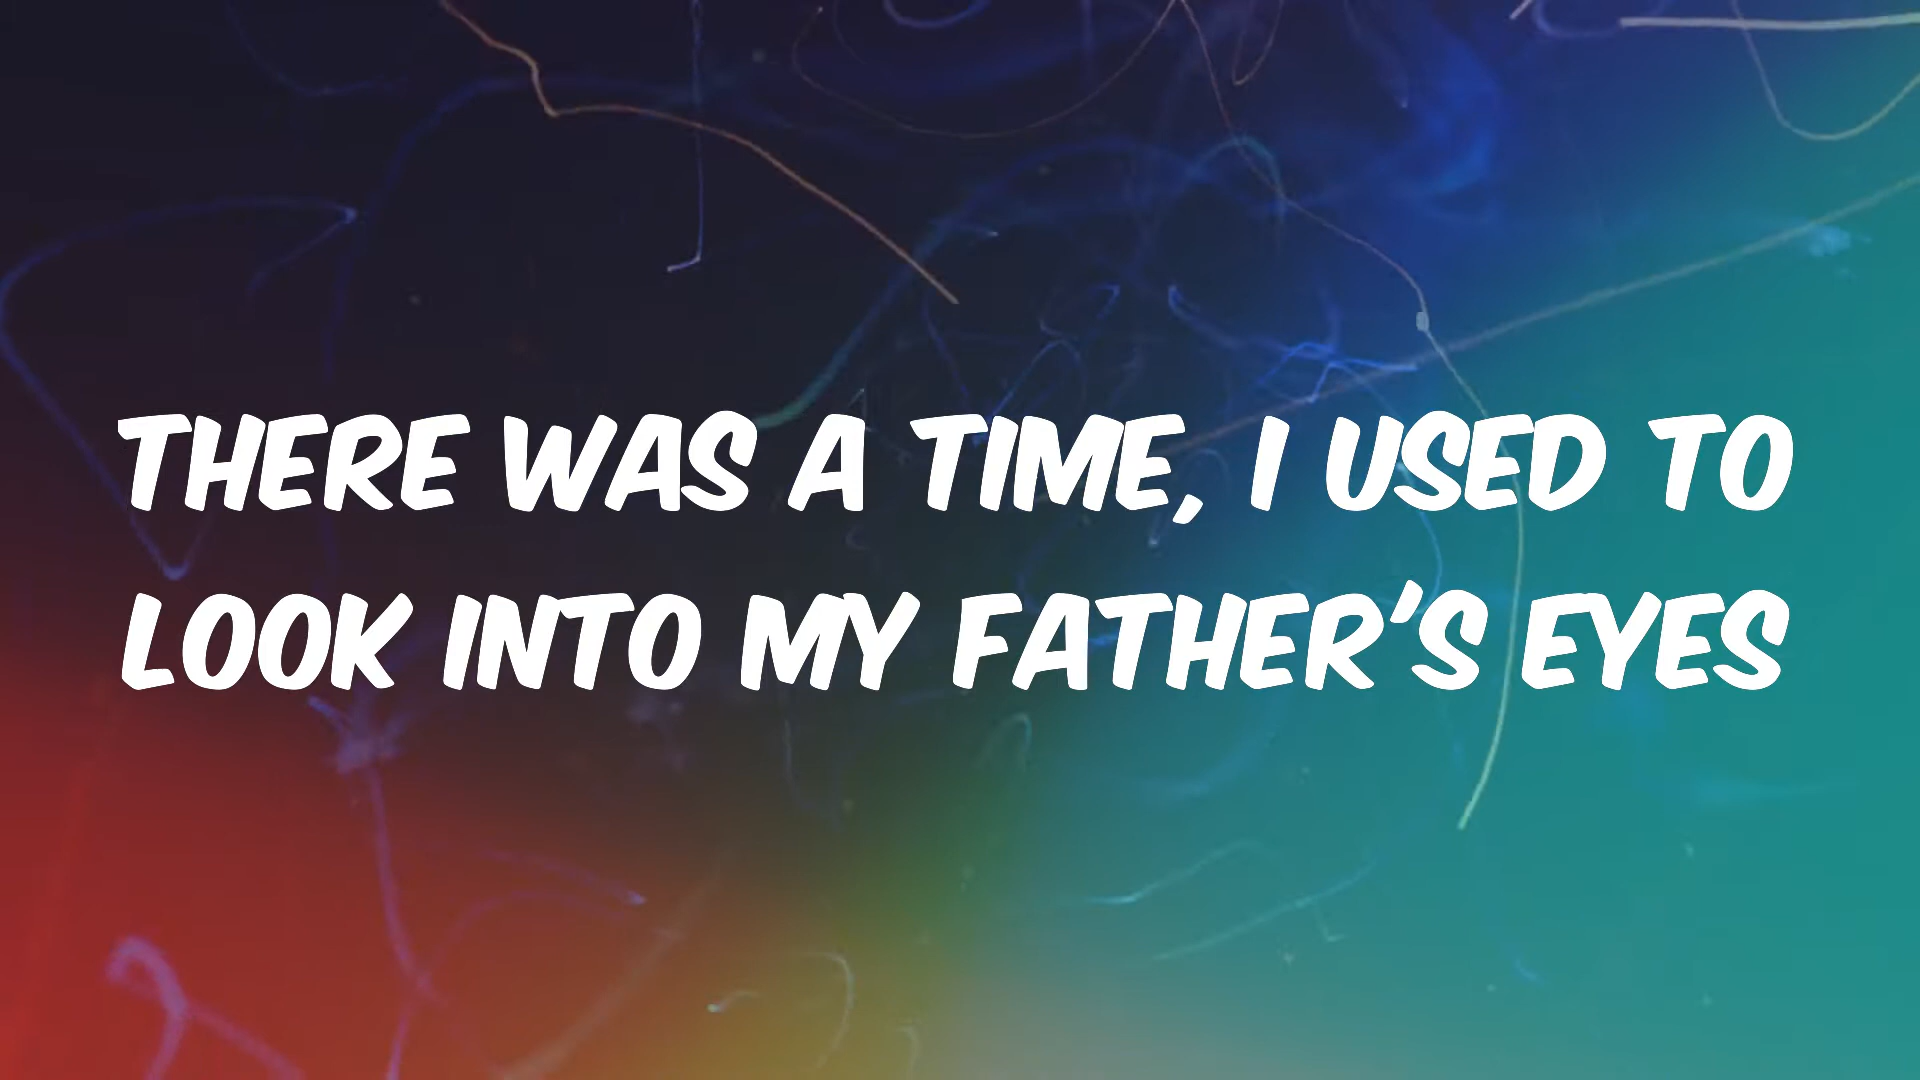 THERE WAS A TIME, I USED TO
LOOK INTO MY FATHER'S EYES